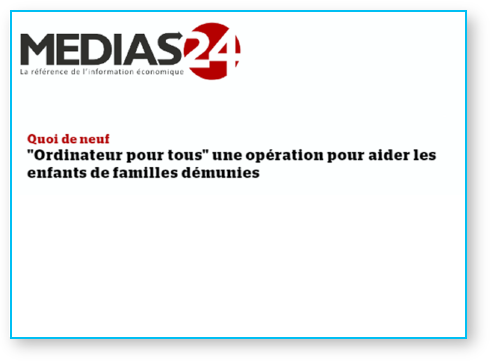 MEDIAS24
La référence de l'information économique
Quoi de neuf
"Ordinateur pour tous" une opération pour aider les
enfants de familles démunies